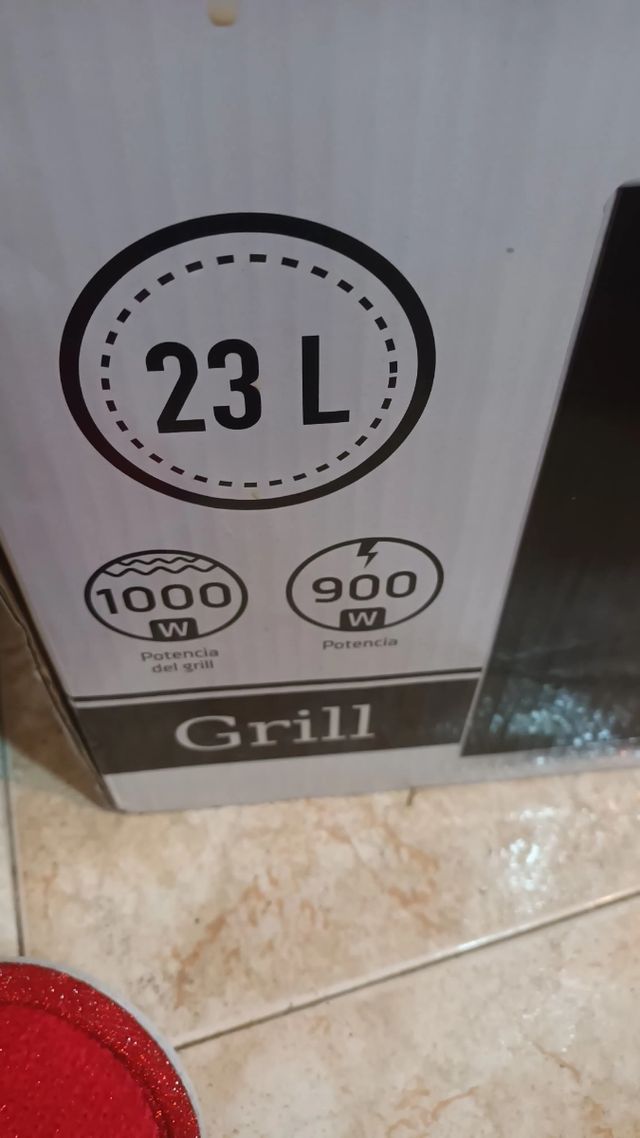 23 L
1000
W
Potencia
del grill
900
W
Potencia
Grill